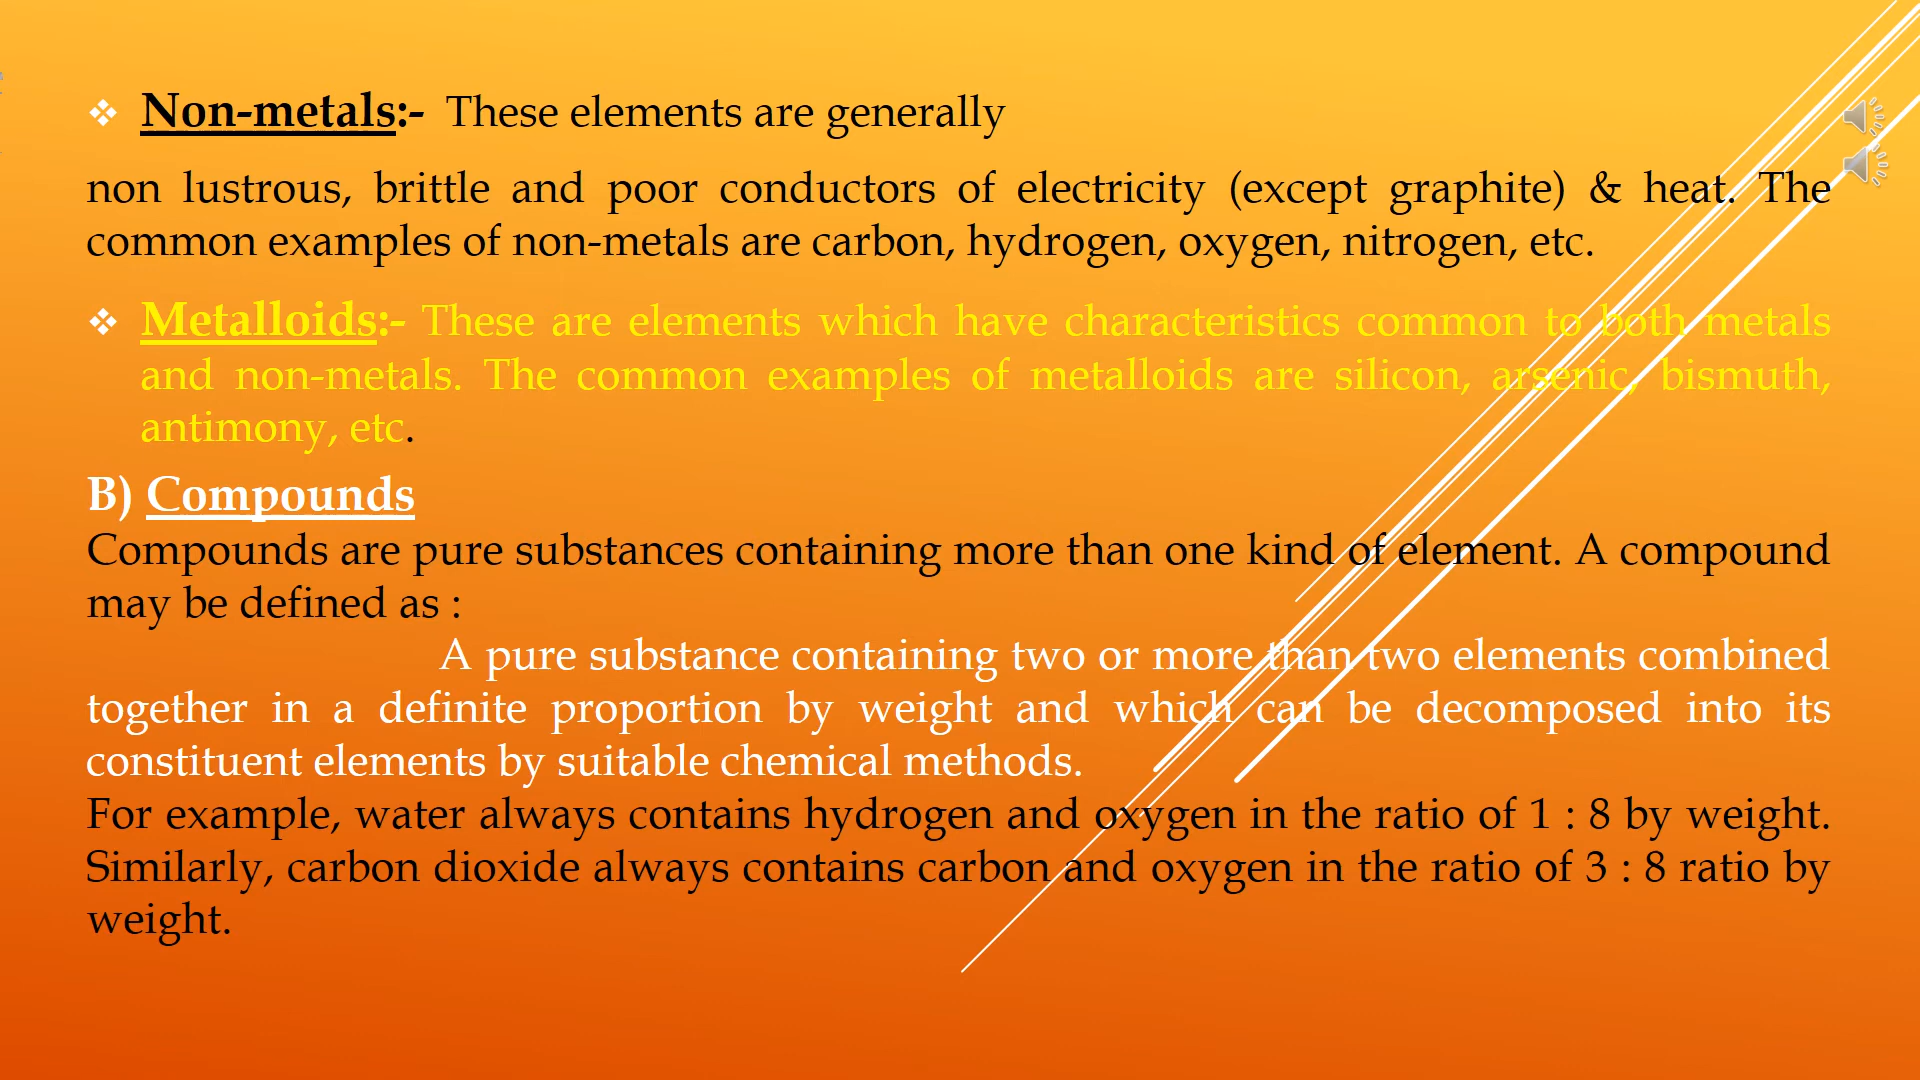 ❖ Non-metals:- These elements are generally
non lustrous, brittle and poor conductors of electricity (except graphite) & heat. The
common examples of non-metals are carbon, hydrogen, oxygen, nitrogen, etc.
❖ Metalloids:- These are elements which have characteristics common to both metals
and non-metals. The common examples of metalloids are silicon, arsenic, bismuth,
antimony, etc.
B) Compounds
Compounds are pure substances containing more than one kind of element. A compound
may be defined as :
A pure substance containing two or more than two elements combined
together in a definite proportion by weight and which can be decomposed into its
constituent elements by suitable chemical methods.
For example, water always contains hydrogen and oxygen in the ratio of 1 : 8 by weight.
Similarly, carbon dioxide always contains carbon and oxygen in the ratio of 3 : 8 ratio by
weight.